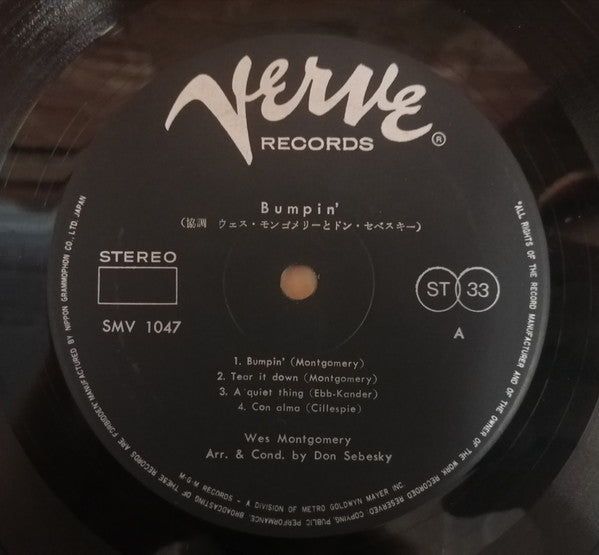 Verve
RECORDS ®
Bumpin'
(協調 ウェス・モンゴメリーとドン・セベスキー)
STEREO
SMV 1047
ST 33
A
1. Bumpin' (Montgomery)
2. Tear it down (Montgomery)
3. A quiet thing (Ebb-Kander)
4. Con alma (Cillespie)
Wes Montgomery
Arr. & Cond. by Don Sebesky
M-G-M RECORDS - A DIVISION OF METRO GOLDWYN MAYER INC.
*ALL RIGHTS OF THE RECORD MANUFACTURER AND OF THE OWNER OF THE WORK RECORDED RESERVED. COPYING, PUBLIC PERFORMANCE, BROADCASTING OF THESE RECORDS ARE FORBIDDEN MANUFACTURED BY NIPPON GRAMMOPHON CO., LTD. JAPAN